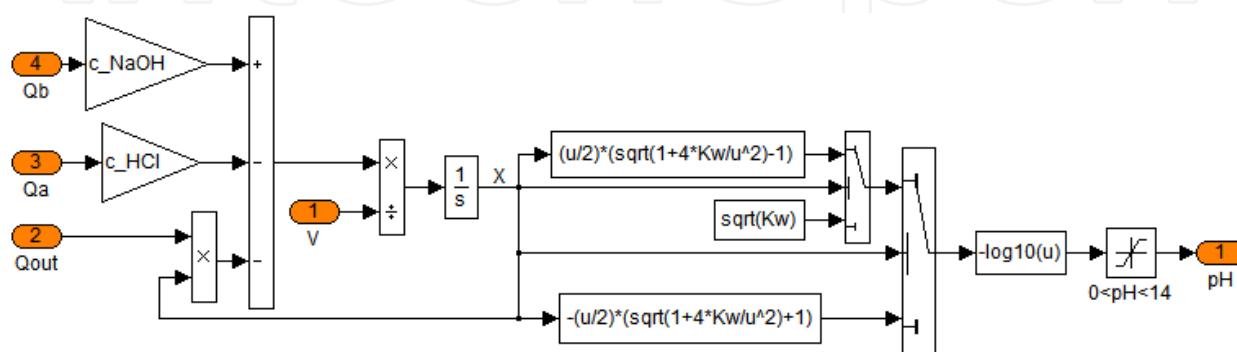 4
Qb
c_NaOH
+
3
Qa
c_HCl
-
2
Qout
×
-
1
V
×
÷
1
s
X
(u/2)*(sqrt(1+4*Kw/u^2)-1)
sqrt(Kw)
-(u/2)*(sqrt(1+4*Kw/u^2)+1)
-log10(u)
0<pH<14
1
pH